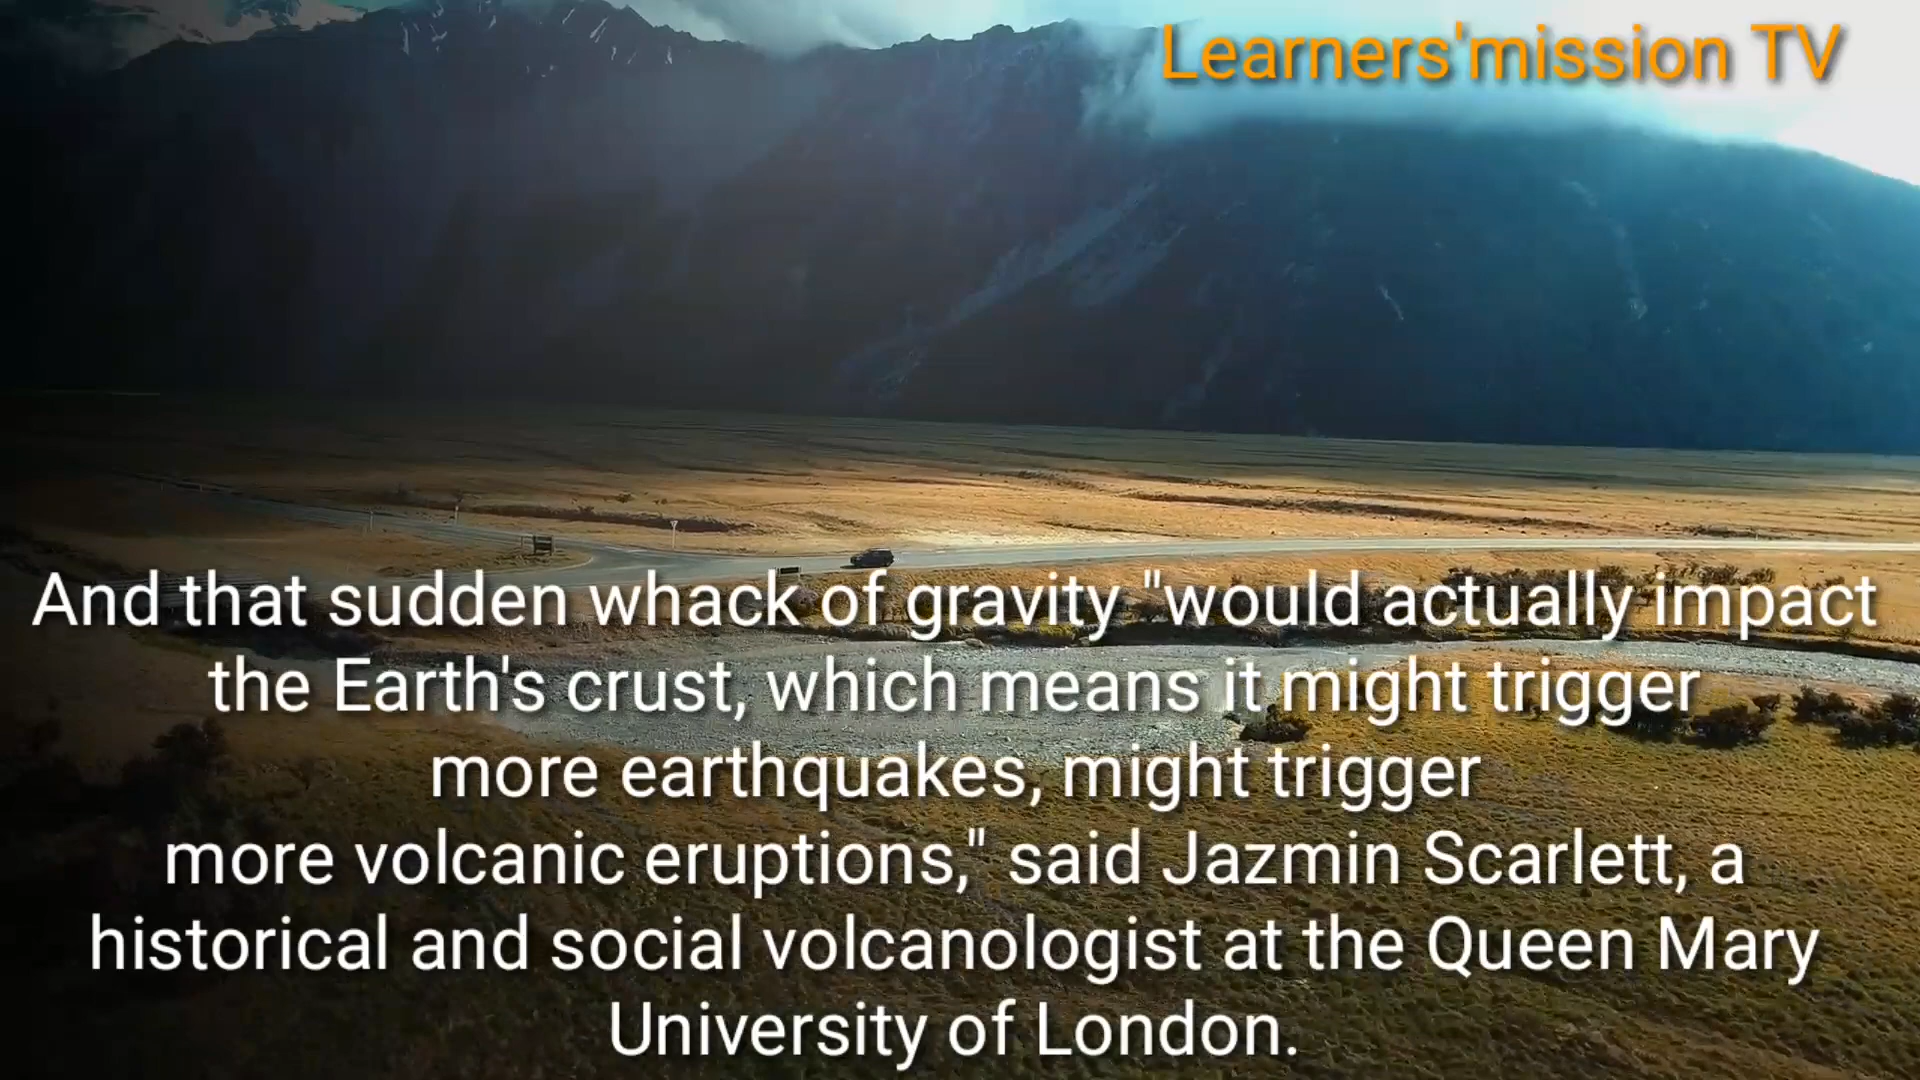 Learners'mission TV
And that sudden whack of gravity "would actually impact
the Earth's crust, which means it might trigger
more earthquakes, might trigger
more volcanic eruptions," said Jazmin Scarlett, a
historical and social volcanologist at the Queen Mary
University of London.